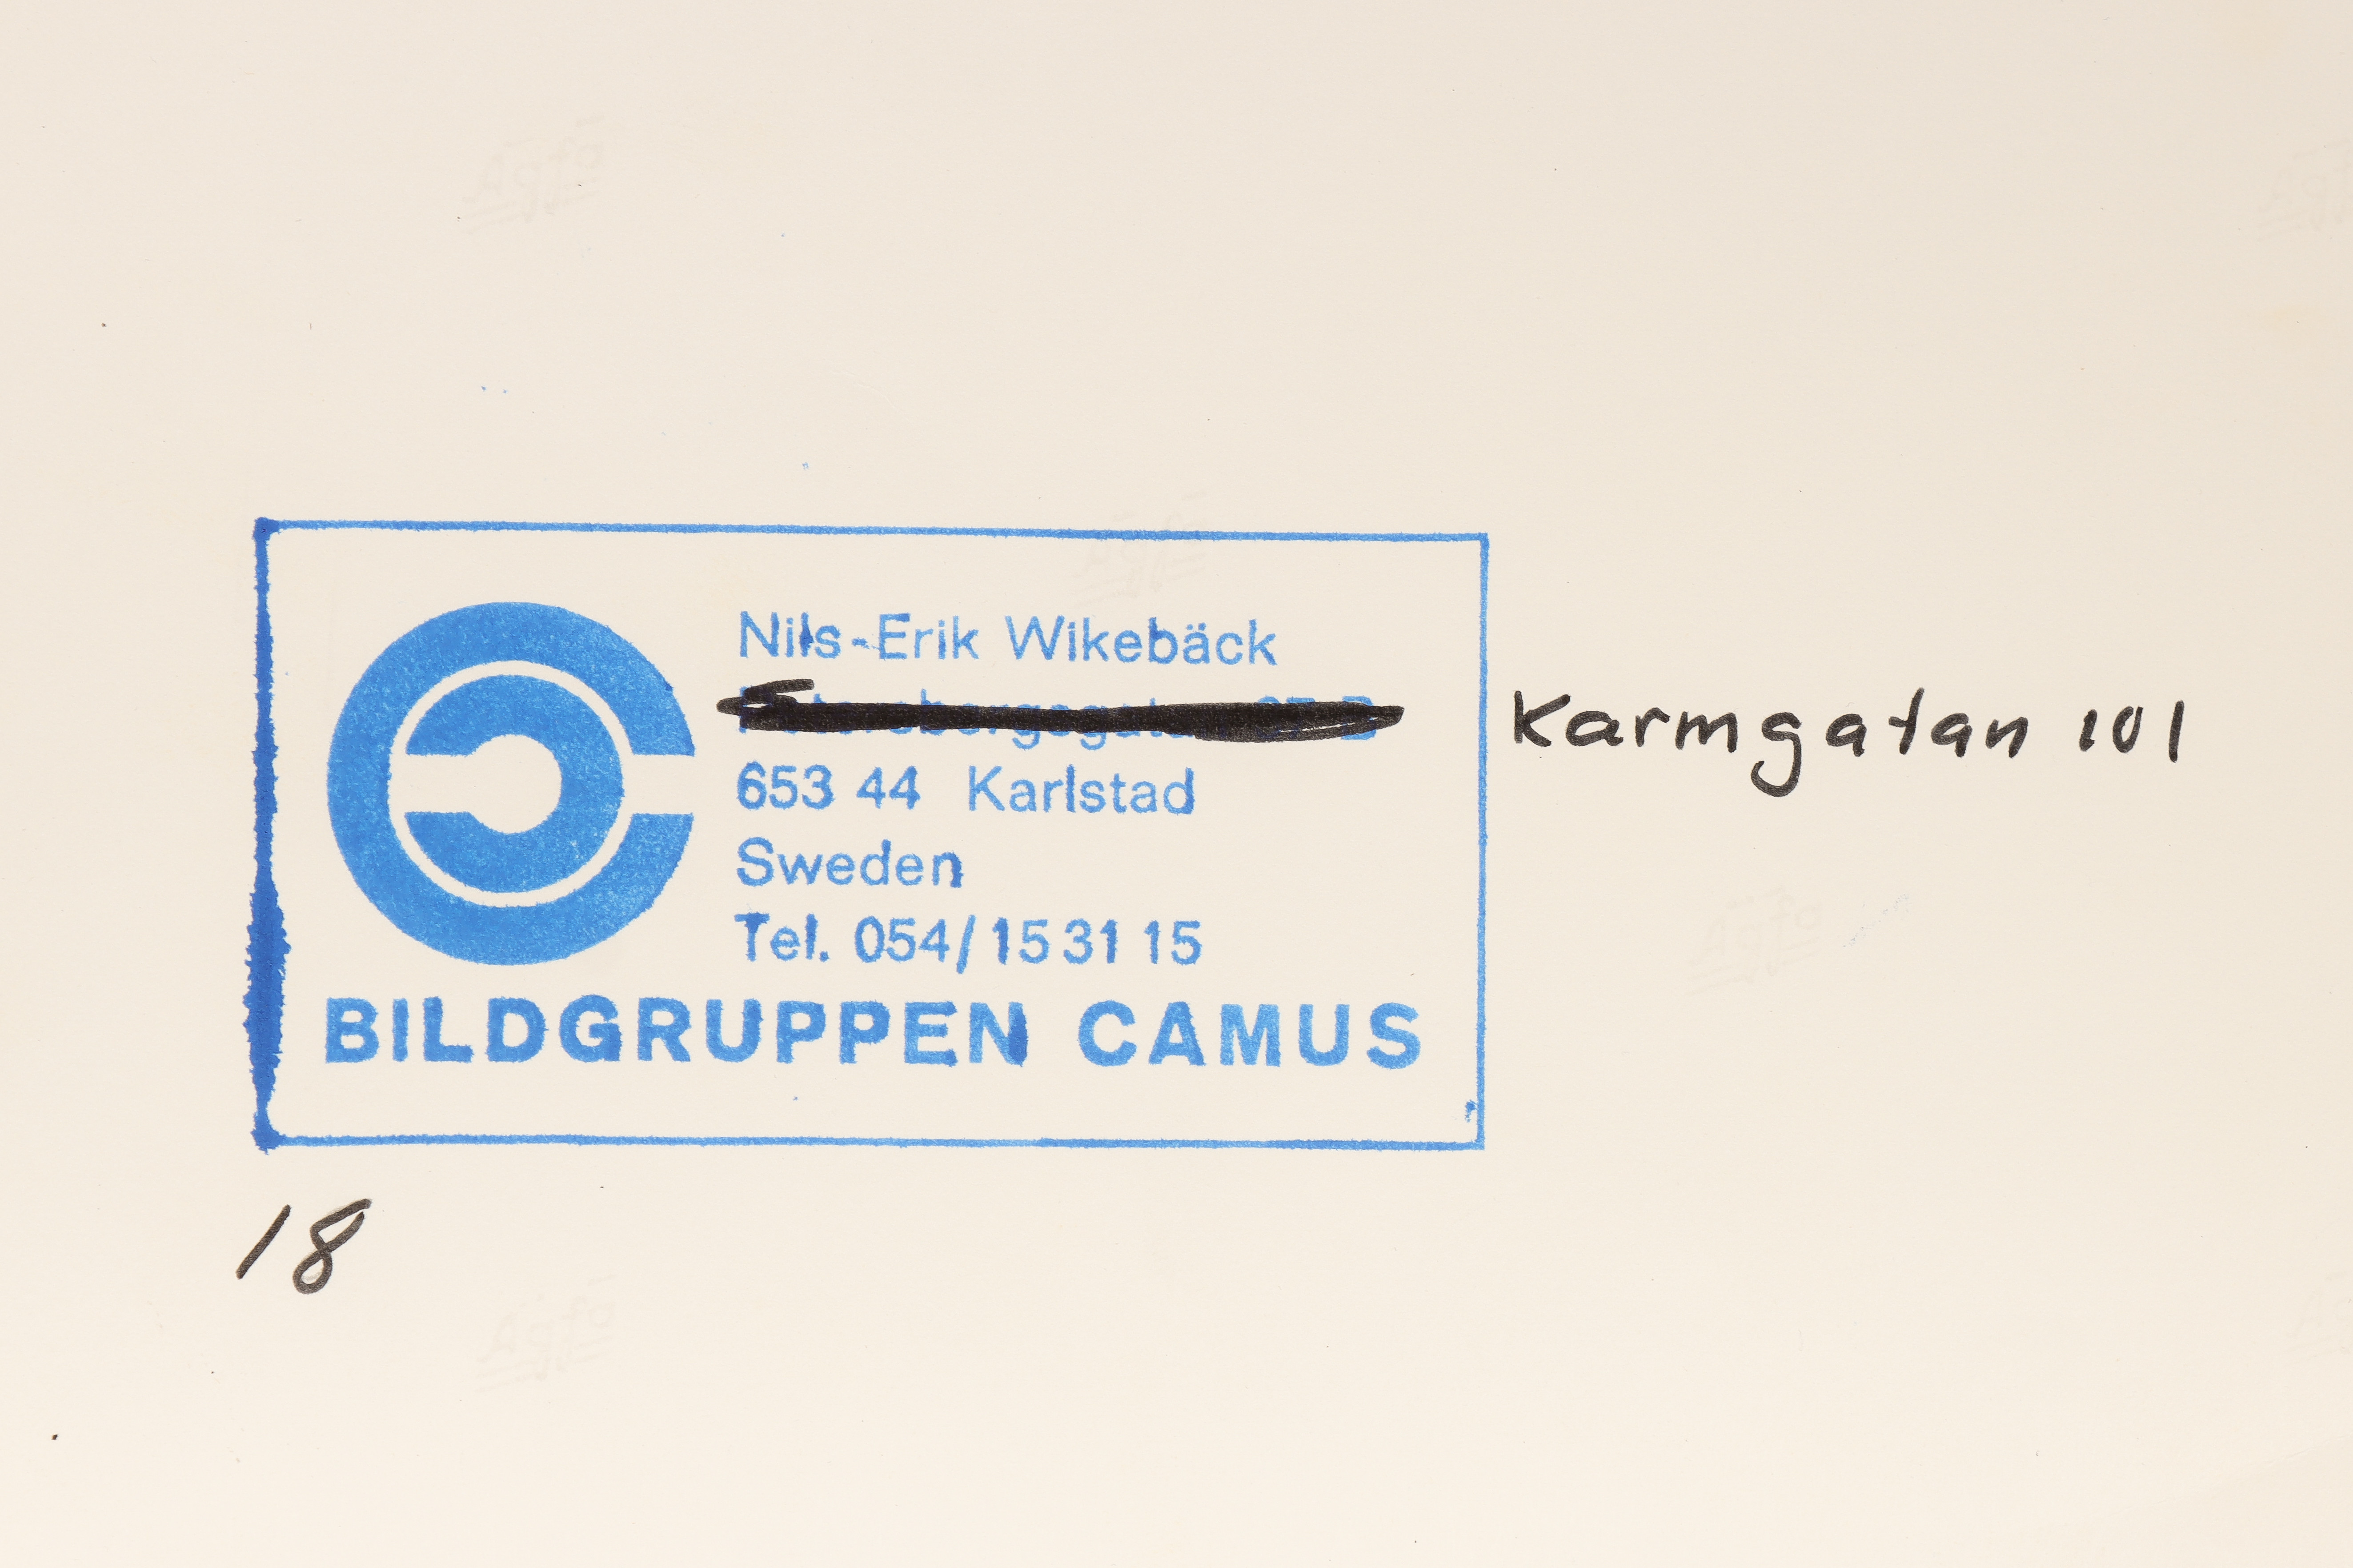 Nils-Erik Wikebäck
Karmgatan 101
653 44 Karlstad
Sweden
Tel. 054/15 31 15
BILDGRUPPEN CAMUS
18